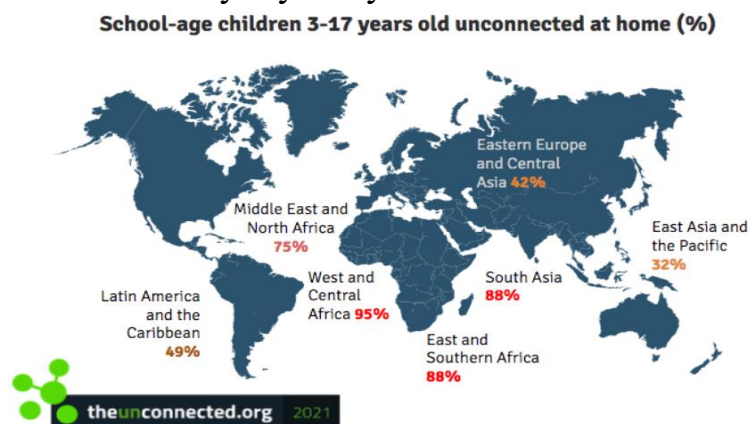 School-age children 3-17 years old unconnected at home (%)
Eastern Europe
and Central
Asia 42%
Middle East and
North Africa
75%
East Asia and
the Pacific
32%
West and
Central
Africa 95%
South Asia
88%
Latin America
and the
Caribbean
49%
East and
Southern Africa
88%
theunconnected.org 2021